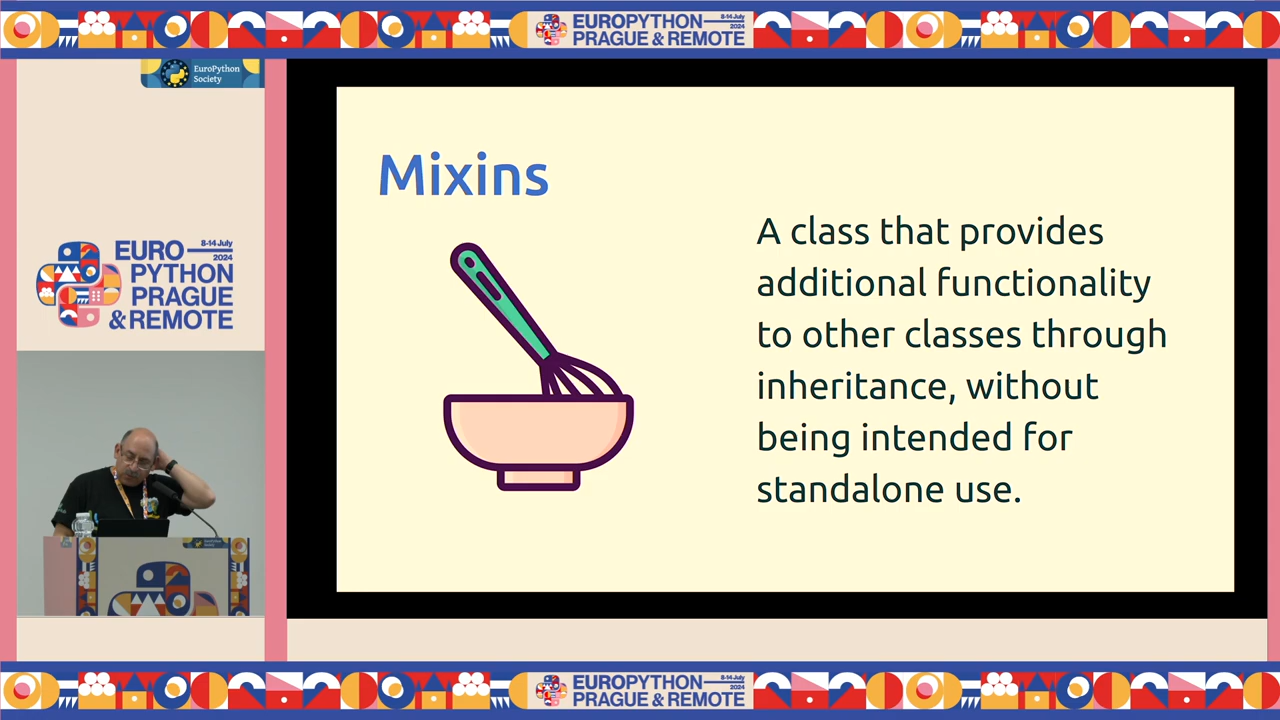 EUROPYTHON
8-14 July
2024
PRAGUE & REMOTE
EuroPython
Society
EURO
8-14 July
2024
PYTHON
PRAGUE
& REMOTE
Mixins
A class that provides
additional functionality
to other classes through
inheritance, without
being intended for
standalone use.
EuroPython
Society
EUROPYTHON
8-14 July
2024
PRAGUE & REMOTE